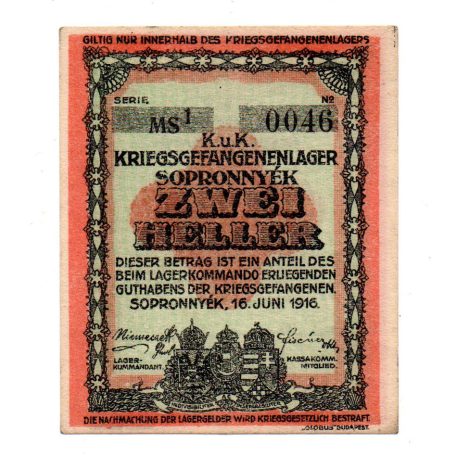 GILTIG NUR INNERHALB DES KRIEGSGEFANGENENLAGERS
SERIE No
MS1 0046
K.u.K.
KRIEGSGEFANGENENLAGER
SOPRONNYÉK
ZWEI
HELLER
DIESER BETRAG IST EIN ANTEIL DES
BEIM LAGERKOMMANDO ERLIEGENDEN
GUTHABENS DER KRIEGSGEFANGENEN.
SOPRONNYÉK, 16. JUNI 1916.
LAGER-
KOMMANDANT.
KASSAKOMM.
MITGLIED.
DIE NACHMACHUNG DER LAGERGELDER WIRD KRIEGSGESETZLICH BESTRAFT.
„GLOBUS" BUDAPEST.